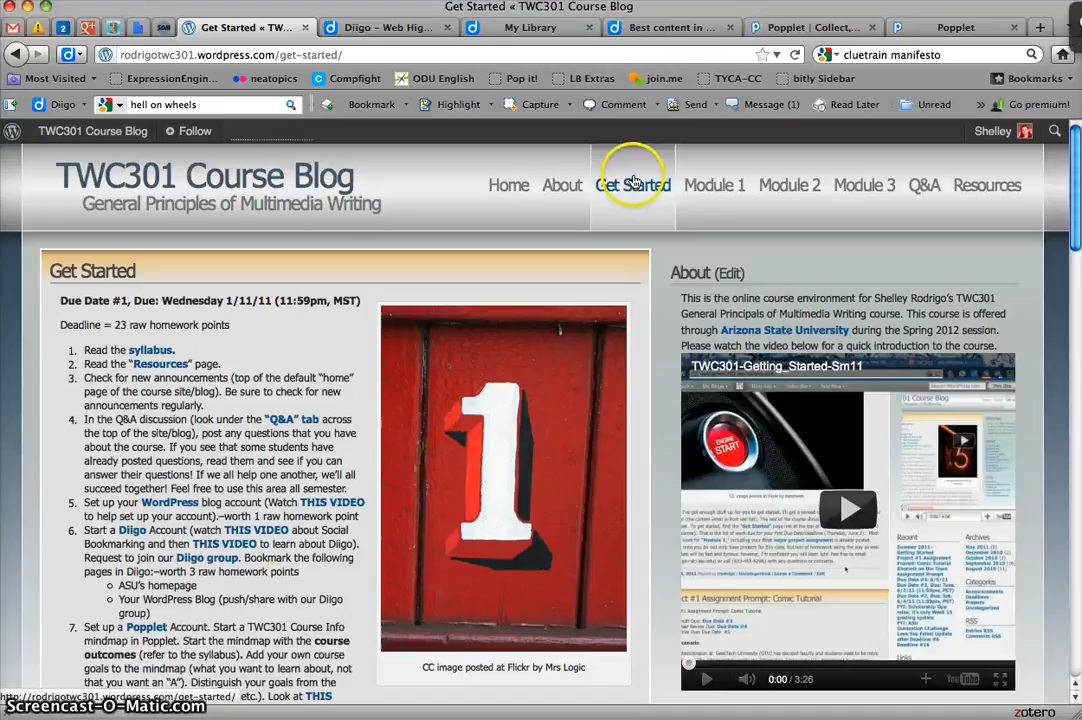 Get Started « TWC301 Course Blog
Get Started « TW... Diigo – Web Hig... My Library Best content in ... Popplet | Collect,... Popplet
rodrigotwc301.wordpress.com/get-started/ cluetrain manifesto
Most Visited ExpressionEngin... neatopics Compfight ODU English Pop it! LB Extras join.me TYCA-CC bitly Sidebar Bookmarks
Diigo hell on wheels Bookmark Highlight Capture Comment Send Message (1) Read Later Unread » Go premium!
TWC301 Course Blog Follow Shelley
TWC301 Course Blog
General Principles of Multimedia Writing
Home About Get Started Module 1 Module 2 Module 3 Q&A Resources
Get Started
Due Date #1, Due: Wednesday 1/11/11 (11:59pm, MST)
Deadline = 23 raw homework points
1. Read the syllabus.
2. Read the "Resources" page.
3. Check for new announcements (top of the default "home"
page of the course site/blog). Be sure to check for new
announcements regularly.
4. In the Q&A discussion (look under the "Q&A" tab across
the top of the site/blog), post any questions that you have
about the course. If you see that some students have
already posted questions, read them and see if you can
answer their questions! If we all help one another, we'll all
succeed together! Feel free to use this area all semester.
5. Set up your WordPress blog account (Watch THIS VIDEO
to help set up your account).–worth 1 raw homework point
6. Start a Diigo Account (watch THIS VIDEO about Social
Bookmarking and then THIS VIDEO to learn about Diigo).
Request to join our Diigo group. Bookmark the following
pages in Diigo:–worth 3 raw homework points
ASU's homepage
Your WordPress Blog (push/share with our Diigo
group)
7. Set up a Popplet Account. Start a TWC301 Course Info
mindmap in Popplet. Start the mindmap with the course
outcomes (refer to the syllabus). Add your own course
goals to the mindmap (what you want to learn about, not
that you want an "A"). Distinguish your goals from the
etc.). Look at THIS
1
CC image posted at Flickr by Mrs Logic
About (Edit)
This is the online course environment for Shelley Rodrigo's TWC301
General Principals of Multimedia Writing course. This course is offered
through Arizona State University during the Spring 2012 session.
Please watch the video below for a quick introduction to the course.
TWC301-Getting_Started-Sm11
ENGINE
START
01 Course Blog
15
Recent
Archives
Categories
RSS
Links
#1 Assignment Prompt: Comic Tutorial
0:00 / 3:26 YouTube
http://rodrigotwc301.wordpress.com/get-started/
Screencast-O-Matic.com
zotero